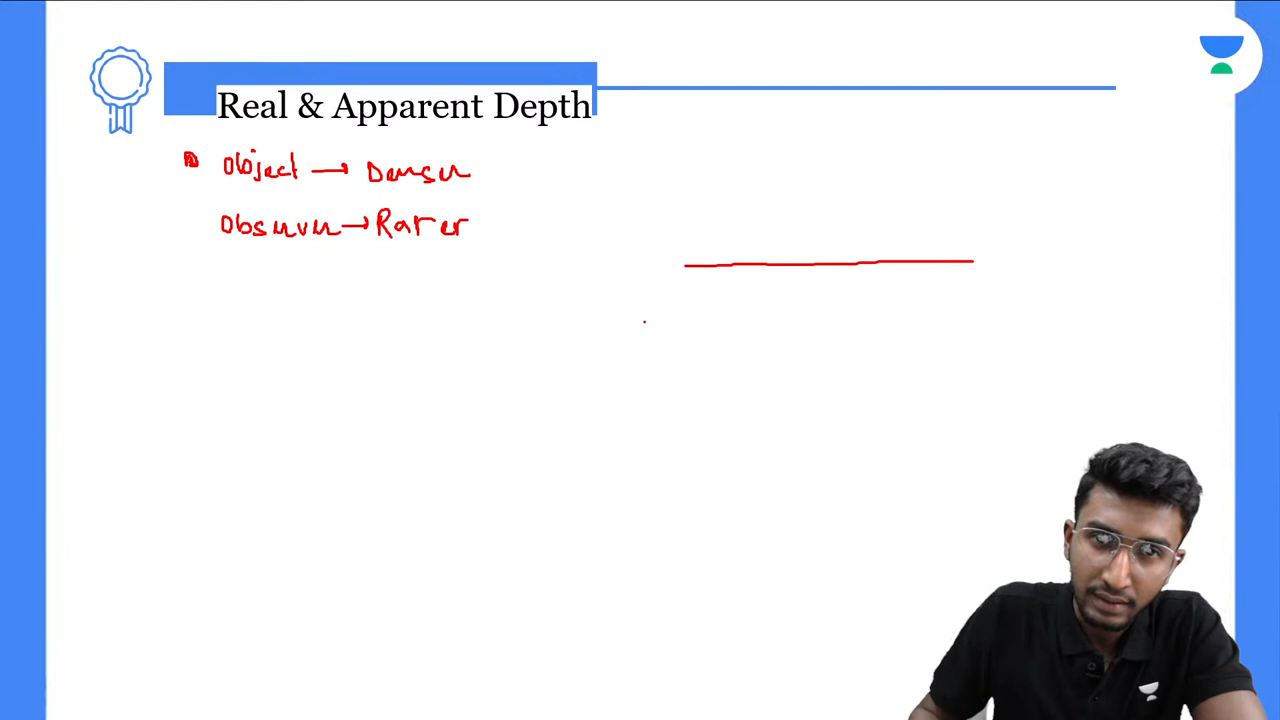 Real & Apparent Depth
Object → Denser
Observer → Rarer